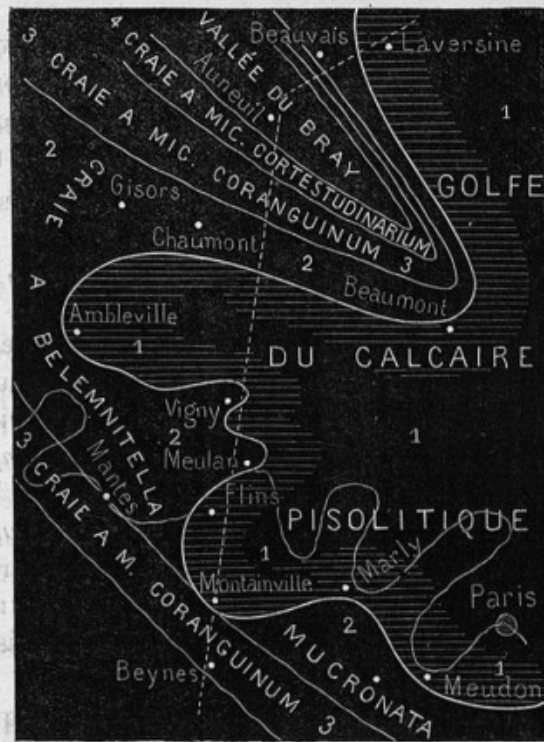 VALLÉE DU BRAY
Beauvais
Laversine
4 CRAIE A MIC. CORTESTUDINARIUM
Auneuil
3 CRAIE A MIC. CORANGUINUM 3
1
2 CRAIE A BELEMNITELLA
GOLFE
Gisors
Chaumont
2
Beaumont
Ambleville
1
DU CALCAIRE
Vigny
2
1
Meulan
Mantes
Flins
PISOLITIQUE
3 CRAIE A M. CORANGUINUM 3
1
Marly
Montainville
Paris
2
MUCRONATA
Beynes
1
Meudon